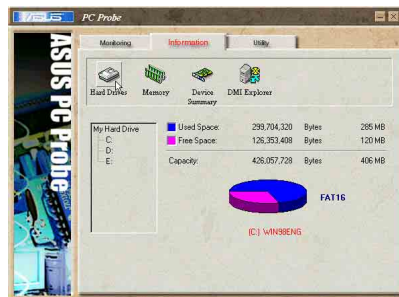 ASUS PC Probe
Monitoring Information Utility
Hard Drives Memory Device Summary DMI Explorer
ASUS PC Probe
My Hard Drive
C:
D:
E:
Used Space: 299,704,320 Bytes 285 MB
Free Space: 126,353,408 Bytes 120 MB
Capacity: 426,057,728 Bytes 406 MB
FAT16
(C:) WIN98ENG